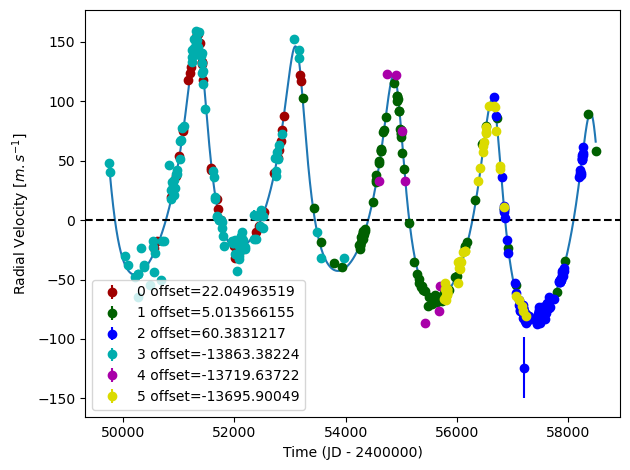 150
100
50
0
−50
−100
−150
Radial Velocity [m. s⁻¹]
0 offset=22.04963519
1 offset=5.013566155
2 offset=60.3831217
3 offset=-13863.38224
4 offset=-13719.63722
5 offset=-13695.90049
50000 52000 54000 56000 58000
Time (JD - 2400000)